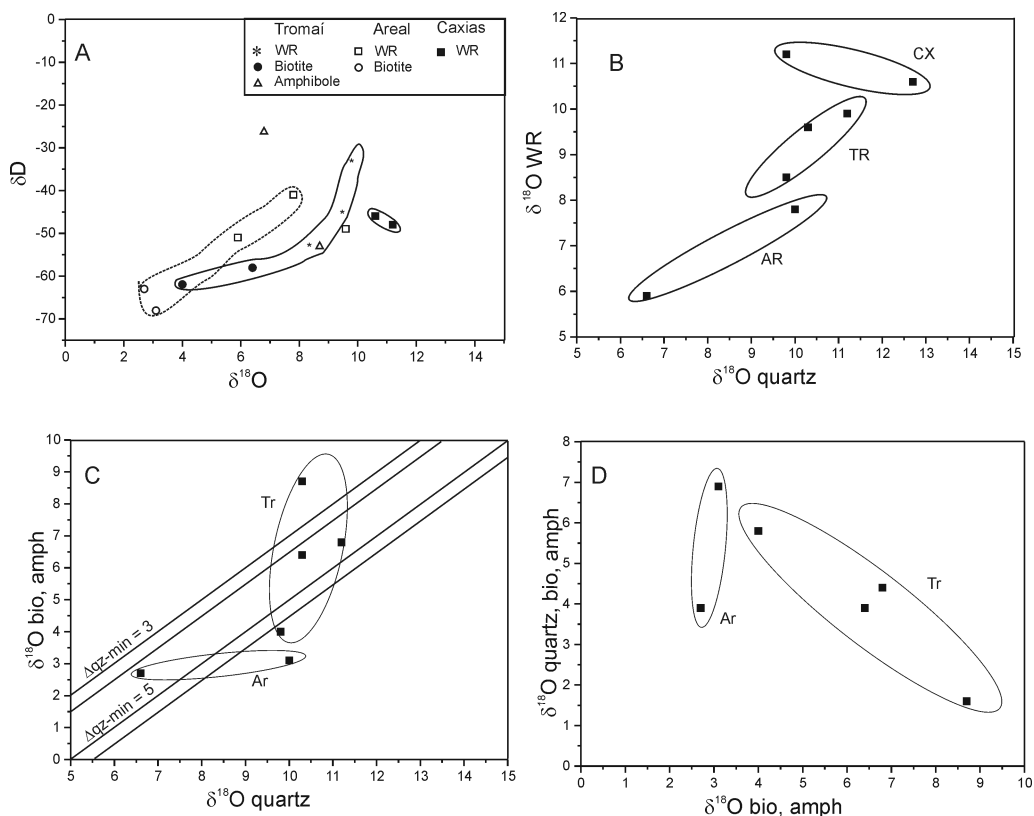 A
Tromaí Areal Caxias
* WR □ WR ■ WR
● Biotite ○ Biotite
△ Amphibole
0
-10
-20
-30
-40
-50
-60
-70
δD
0 2 4 6 8 10 12 14
δ18O
B
CX
TR
AR
12
11
10
9
8
7
6
5
δ 18O WR
5 6 7 8 9 10 11 12 13 14 15
δ18O quartz
C
Tr
Ar
Δqz-min = 3
Δqz-min = 5
10
9
8
7
6
5
4
3
2
1
0
δ18O bio, amph
5 6 7 8 9 10 11 12 13 14 15
δ18O quartz
D
Ar
Tr
8
7
6
5
4
3
2
1
0
δ18O quartz, bio, amph
0 1 2 3 4 5 6 7 8 9 10
δ18O bio, amph